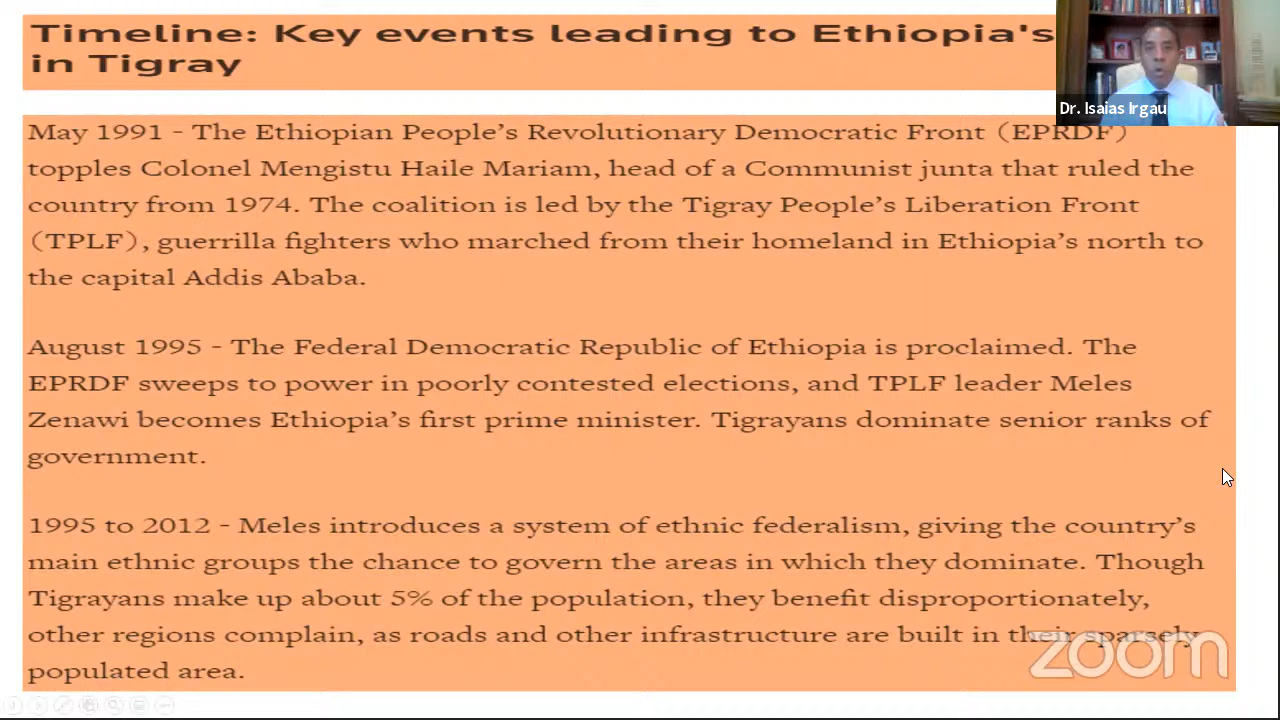 Timeline: Key events leading to Ethiopia's
in Tigray
Dr. Isaias Irgau
May 1991 - The Ethiopian People's Revolutionary Democratic Front (EPRDF)
topples Colonel Mengistu Haile Mariam, head of a Communist junta that ruled the
country from 1974. The coalition is led by the Tigray People's Liberation Front
(TPLF), guerrilla fighters who marched from their homeland in Ethiopia's north to
the capital Addis Ababa.
August 1995 - The Federal Democratic Republic of Ethiopia is proclaimed. The
EPRDF sweeps to power in poorly contested elections, and TPLF leader Meles
Zenawi becomes Ethiopia's first prime minister. Tigrayans dominate senior ranks of
government.
1995 to 2012 - Meles introduces a system of ethnic federalism, giving the country's
main ethnic groups the chance to govern the areas in which they dominate. Though
Tigrayans make up about 5% of the population, they benefit disproportionately,
other regions complain, as roads and other infrastructure are built in their sparsely
populated area.
zoom